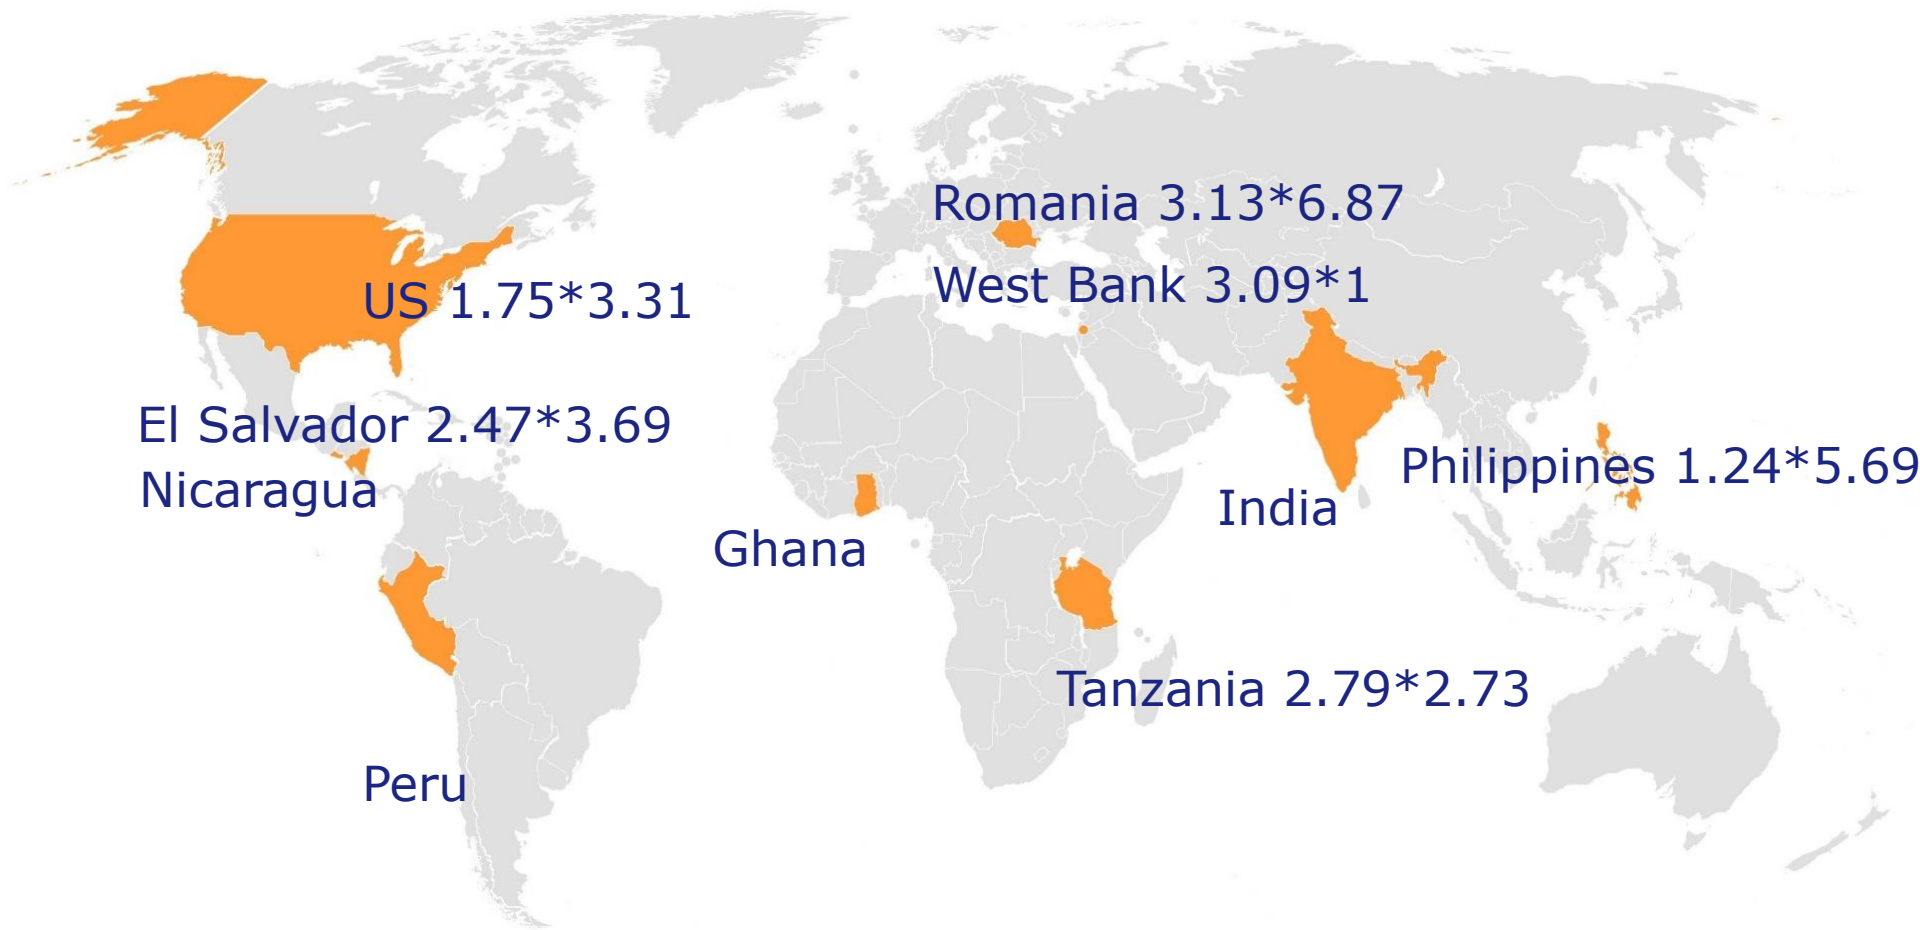 Romania 3.13*6.87
West Bank 3.09*1
US 1.75*3.31
El Salvador 2.47*3.69
Nicaragua
Philippines 1.24*5.69
India
Ghana
Tanzania 2.79*2.73
Peru